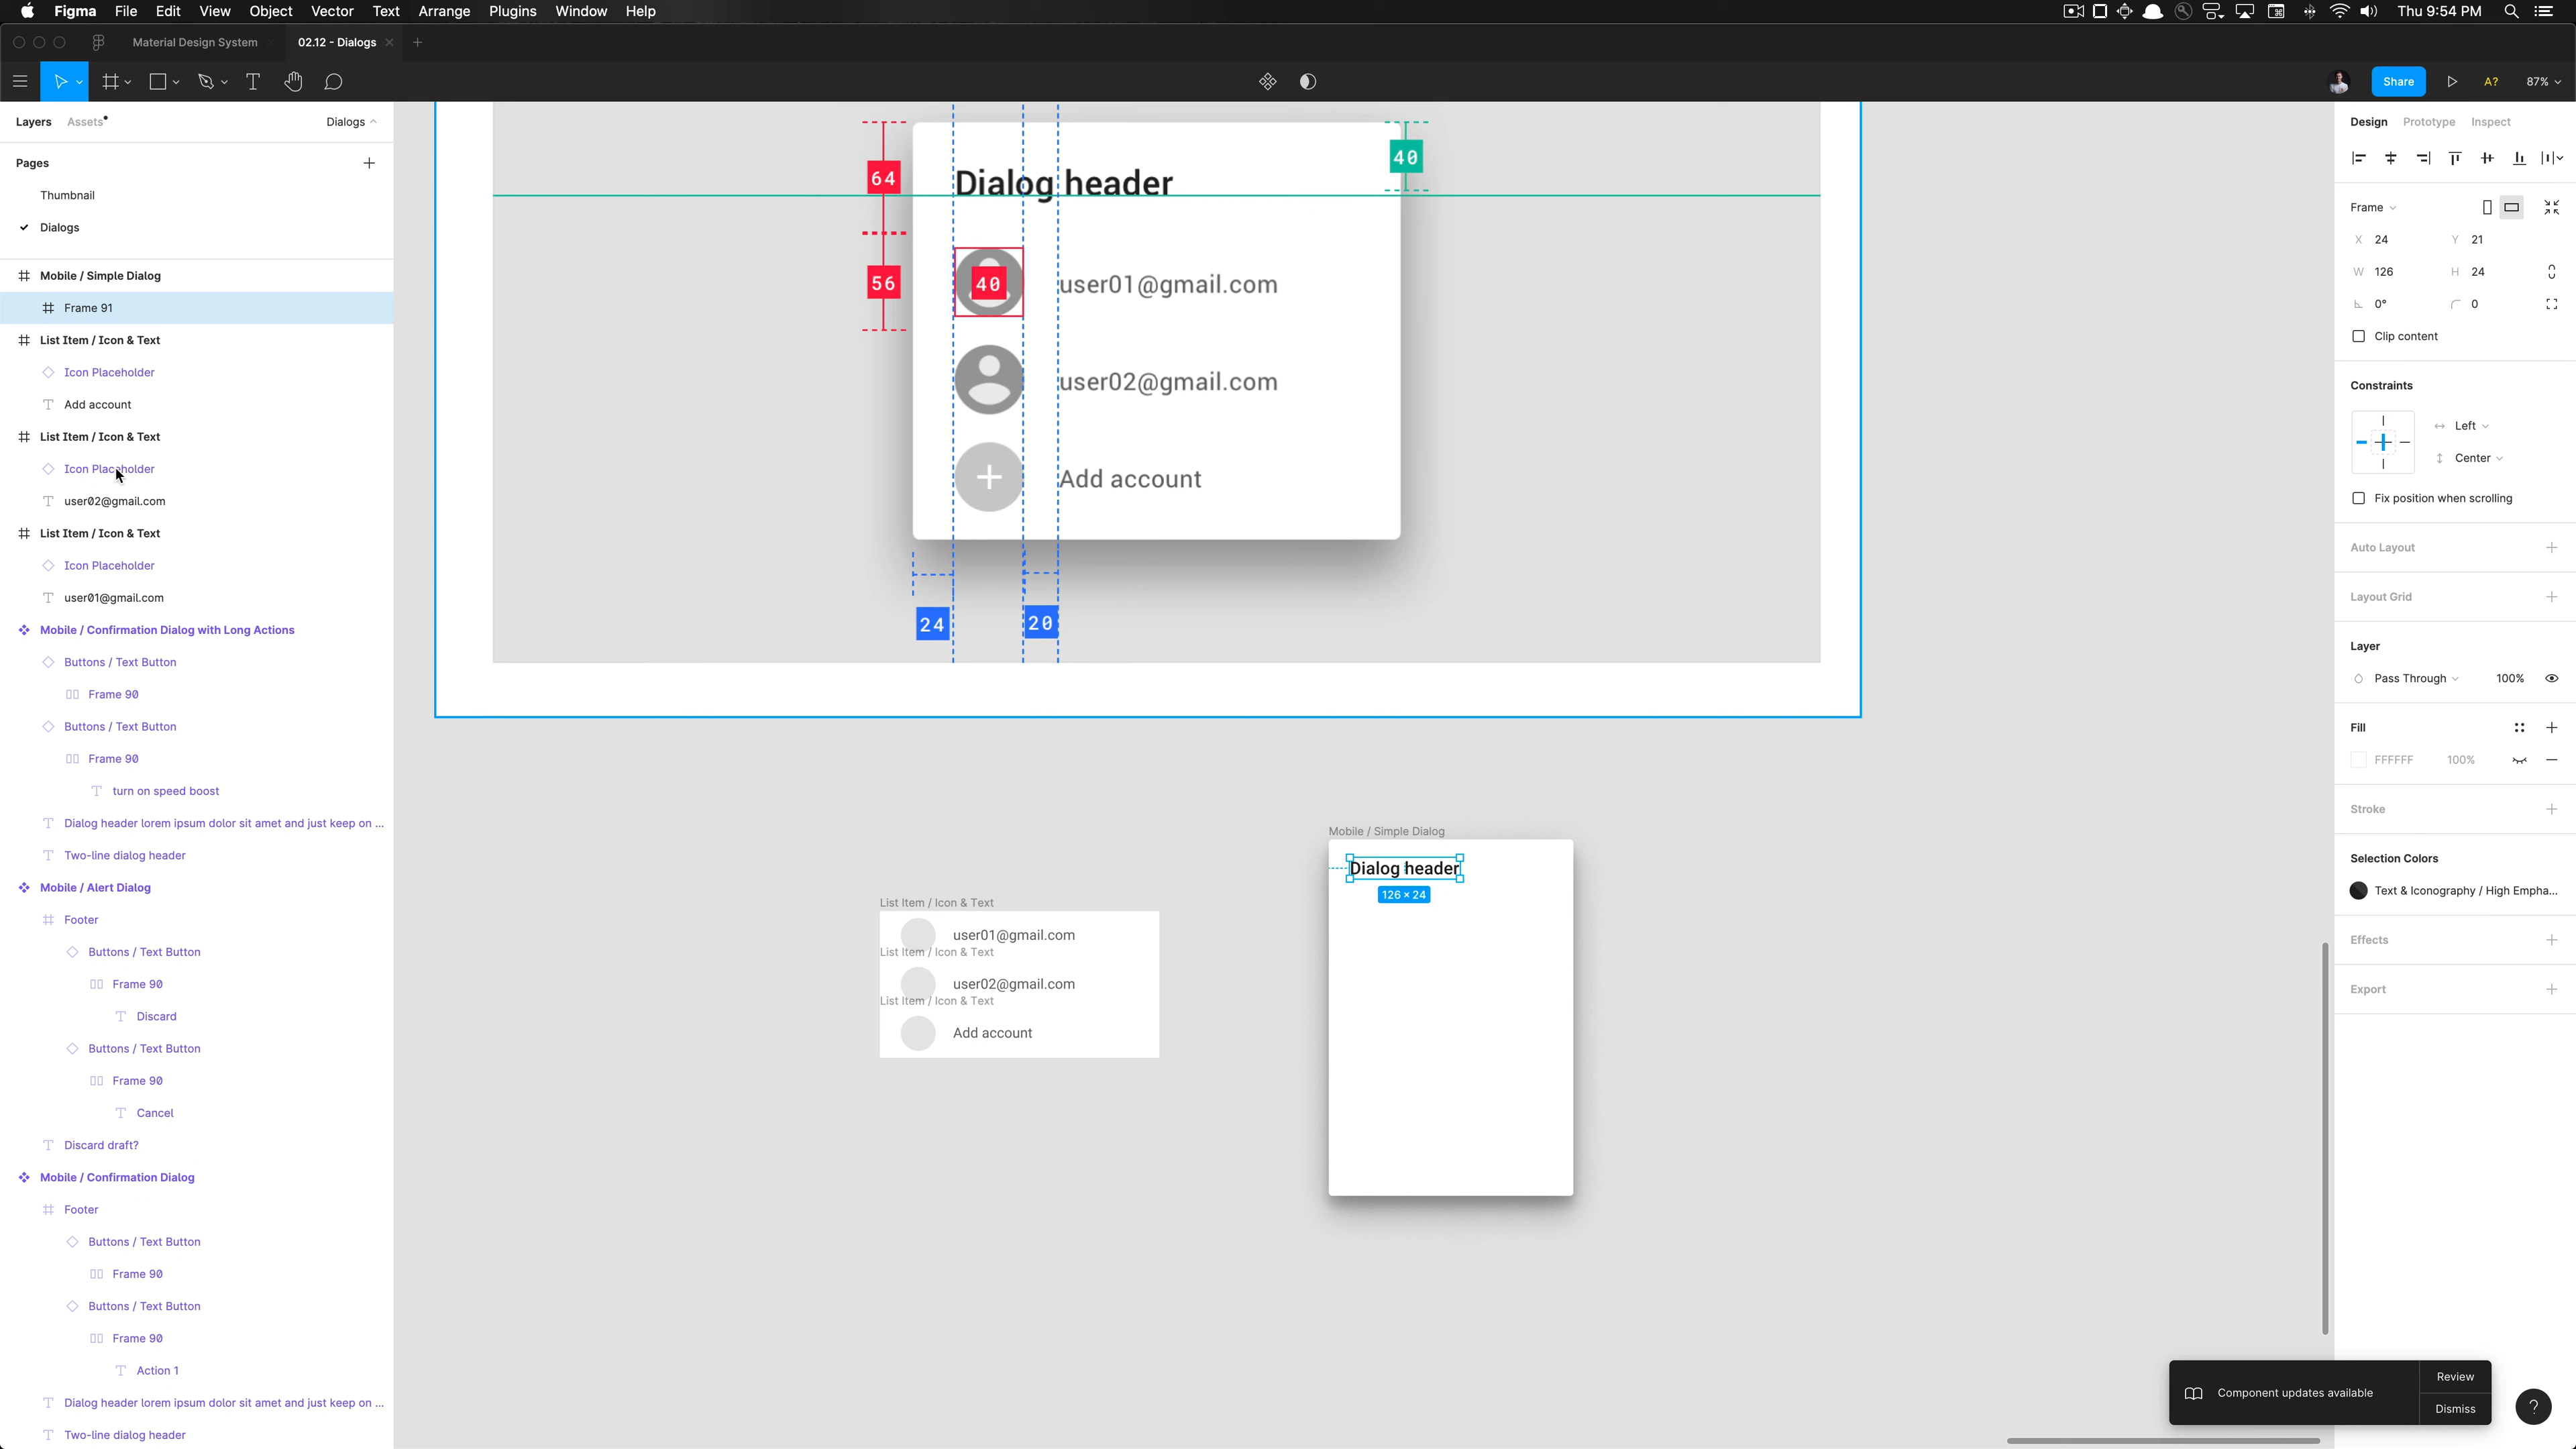 Figma File Edit View Object Vector Text Arrange Plugins Window Help Thu 9:54 PM
Material Design System 02.12 - Dialogs
Share A? 87%
Layers Assets Dialogs
Pages
Thumbnail
Dialogs
Mobile / Simple Dialog
Frame 91
List Item / Icon & Text
Icon Placeholder
Add account
List Item / Icon & Text
Icon Placeholder
user02@gmail.com
List Item / Icon & Text
Icon Placeholder
user01@gmail.com
Mobile / Confirmation Dialog with Long Actions
Buttons / Text Button
Frame 90
Buttons / Text Button
Frame 90
turn on speed boost
Dialog header lorem ipsum dolor sit amet and just keep on ...
Two-line dialog header
Mobile / Alert Dialog
Footer
Buttons / Text Button
Frame 90
Discard
Buttons / Text Button
Frame 90
Cancel
Discard draft?
Mobile / Confirmation Dialog
Footer
Buttons / Text Button
Frame 90
Buttons / Text Button
Frame 90
Action 1
Dialog header lorem ipsum dolor sit amet and just keep on ...
Two-line dialog header
40
64
Dialog header
56
40
user01@gmail.com
user02@gmail.com
Add account
24
20
Mobile / Simple Dialog
Dialog header
126 × 24
List Item / Icon & Text
user01@gmail.com
List Item / Icon & Text
user02@gmail.com
List Item / Icon & Text
Add account
Design Prototype Inspect
Frame
X 24 Y 21
W 126 H 24
0° 0
Clip content
Constraints
Left
Center
Fix position when scrolling
Auto Layout
Layout Grid
Layer
Pass Through 100%
Fill
FFFFFF 100%
Stroke
Selection Colors
Text & Iconography / High Empha...
Effects
Export
Component updates available
Review
Dismiss
?